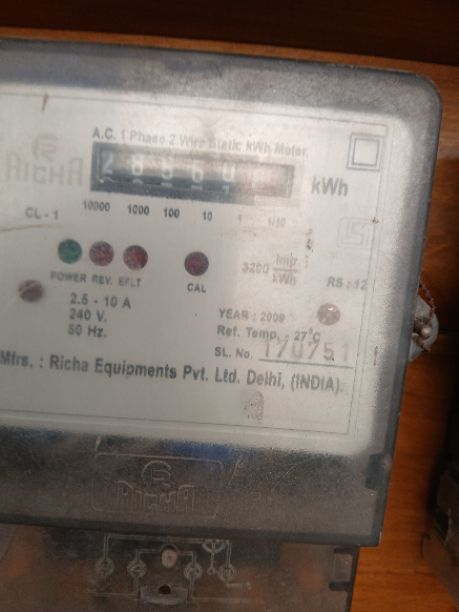 A.C. 1 Phase 2 Wire Static kWh Meter.
RICHA
kWh
CL - 1
10000 1000 100 10 1 1/10
POWER REV. EFLT
CAL
3200 Imp/kWh
RS : 12
2.5 - 10 A
240 V.
50 Hz.
YEAR : 2009
Ref. Temp. : 27°C
SL. No. 170751
Mfrs. : Richa Equipments Pvt. Ltd. Delhi, (INDIA).
RICHA